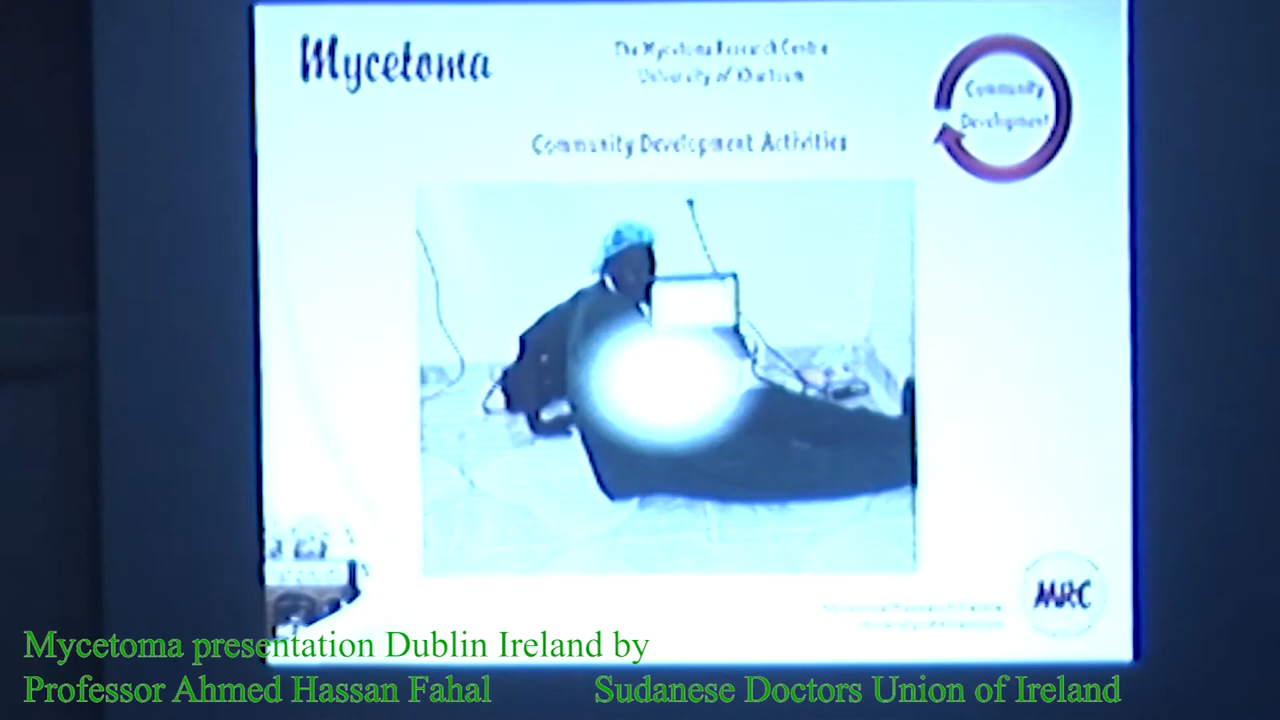 Mycetoma
The Mycetoma Research Centre
University of Khartoum
Community
Development
Community Development Activities
MRC
Mycetoma presentation Dublin Ireland by
Professor Ahmed Hassan Fahal Sudanese Doctors Union of Ireland